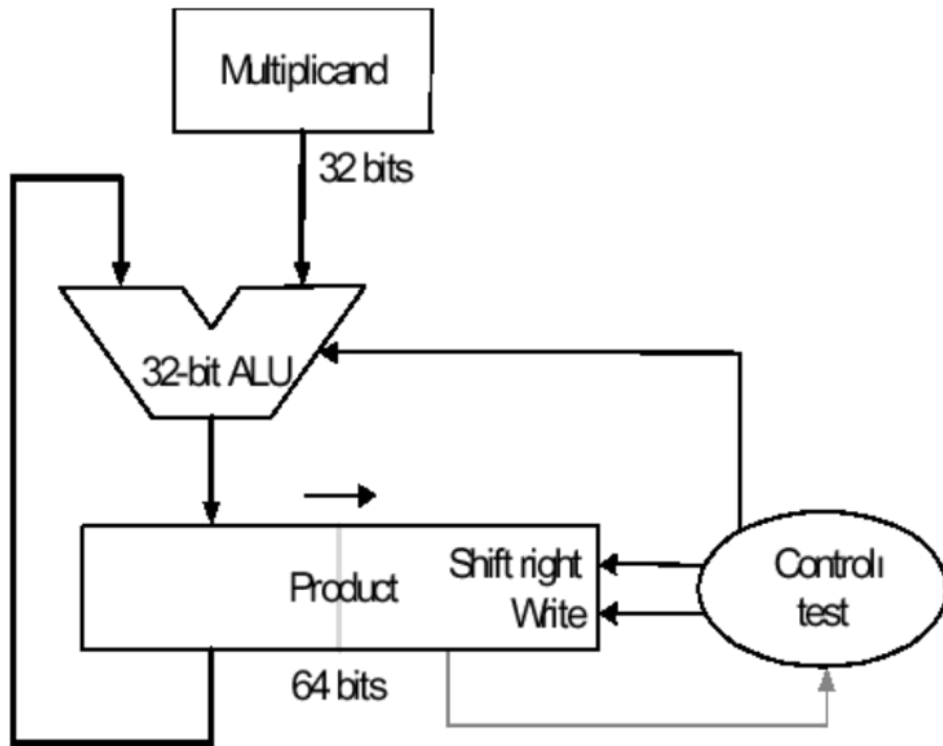 Multiplicand
32 bits
32-bit ALU
Product
Shift right
Write
64 bits
Control
test